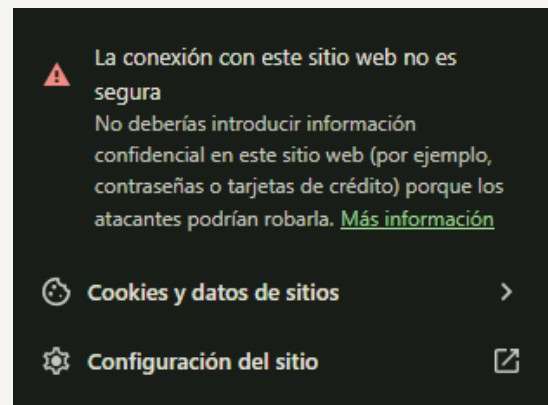 La conexión con este sitio web no es
segura
No deberías introducir información
confidencial en este sitio web (por ejemplo,
contraseñas o tarjetas de crédito) porque los
atacantes podrían robarla. Más información
Cookies y datos de sitios
Configuración del sitio